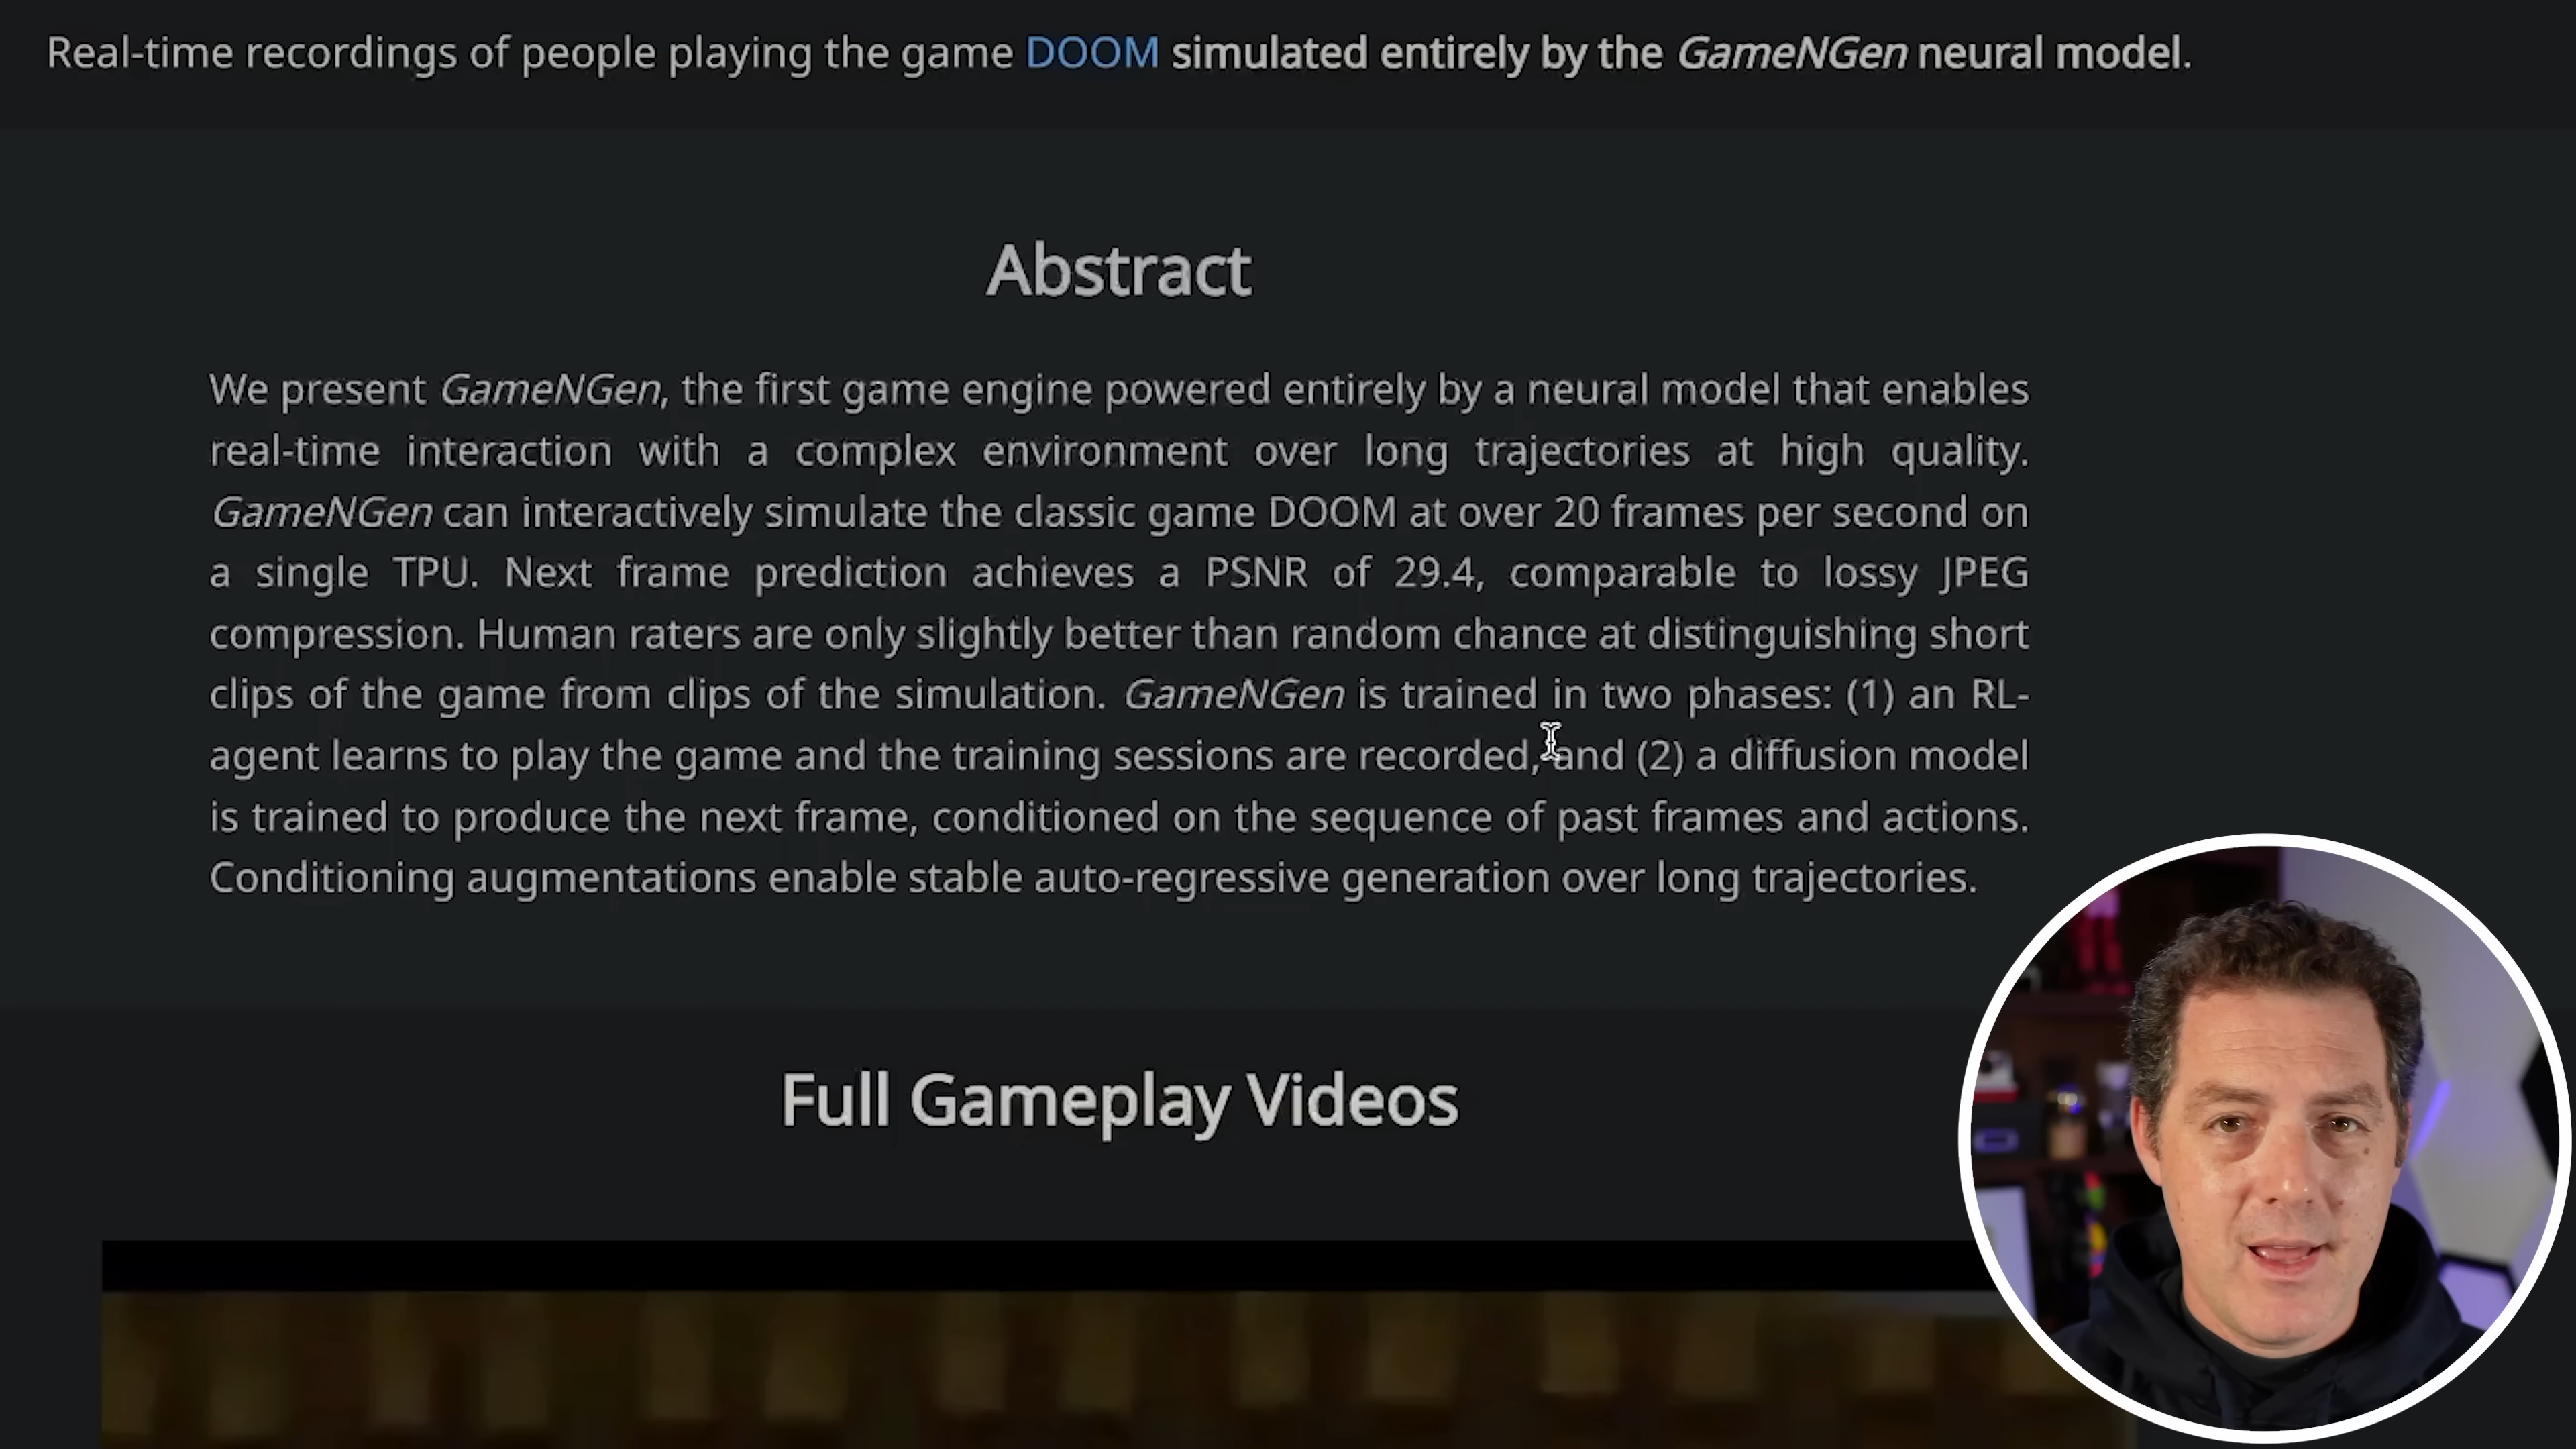 Real-time recordings of people playing the game DOOM simulated entirely by the GameNGen neural model.
Abstract
We present GameNGen, the first game engine powered entirely by a neural model that enables
real-time interaction with a complex environment over long trajectories at high quality.
GameNGen can interactively simulate the classic game DOOM at over 20 frames per second on
a single TPU. Next frame prediction achieves a PSNR of 29.4, comparable to lossy JPEG
compression. Human raters are only slightly better than random chance at distinguishing short
clips of the game from clips of the simulation. GameNGen is trained in two phases: (1) an RL-
agent learns to play the game and the training sessions are recorded, and (2) a diffusion model
is trained to produce the next frame, conditioned on the sequence of past frames and actions.
Conditioning augmentations enable stable auto-regressive generation over long trajectories.
Full Gameplay Videos